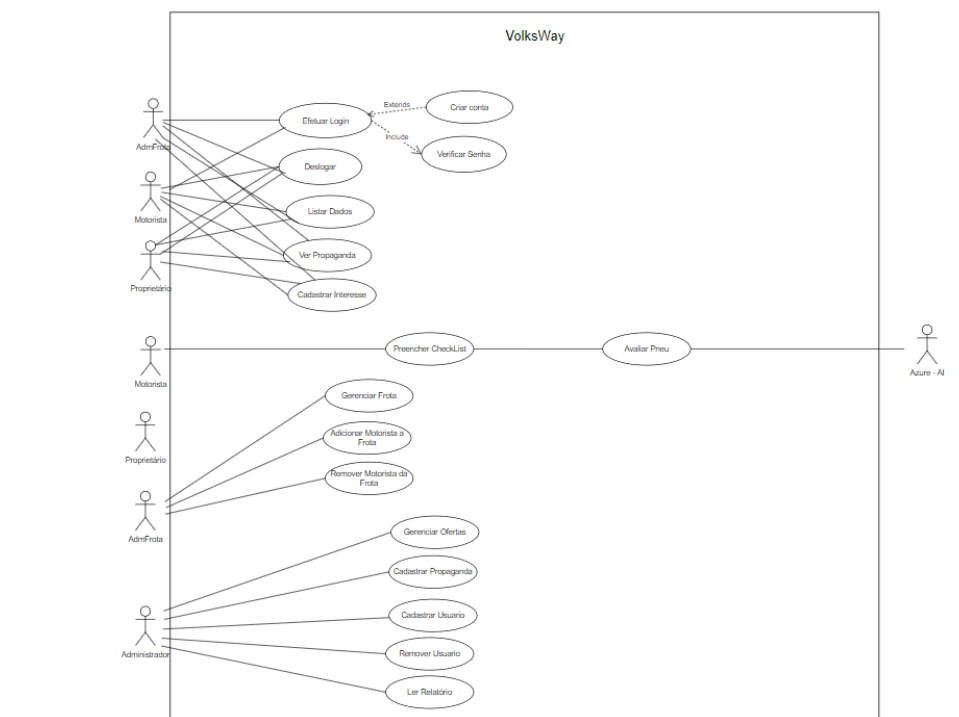 VolksWay
AdmFrota
Efetuar Login
Extends
Criar conta
Include
Verificar Senha
Deslogar
Motorista
Listar Dados
Ver Propaganda
Proprietário
Cadastrar Interesse
Motorista
Preencher CheckList
Avaliar Pneu
Azure - AI
Gerenciar Frota
Proprietário
Adicionar Motorista a
Frota
Remover Motorista da
Frota
AdmFrota
Gerenciar Ofertas
Cadastrar Propaganda
Cadastrar Usuario
Administrador
Remover Usuario
Ler Relatório